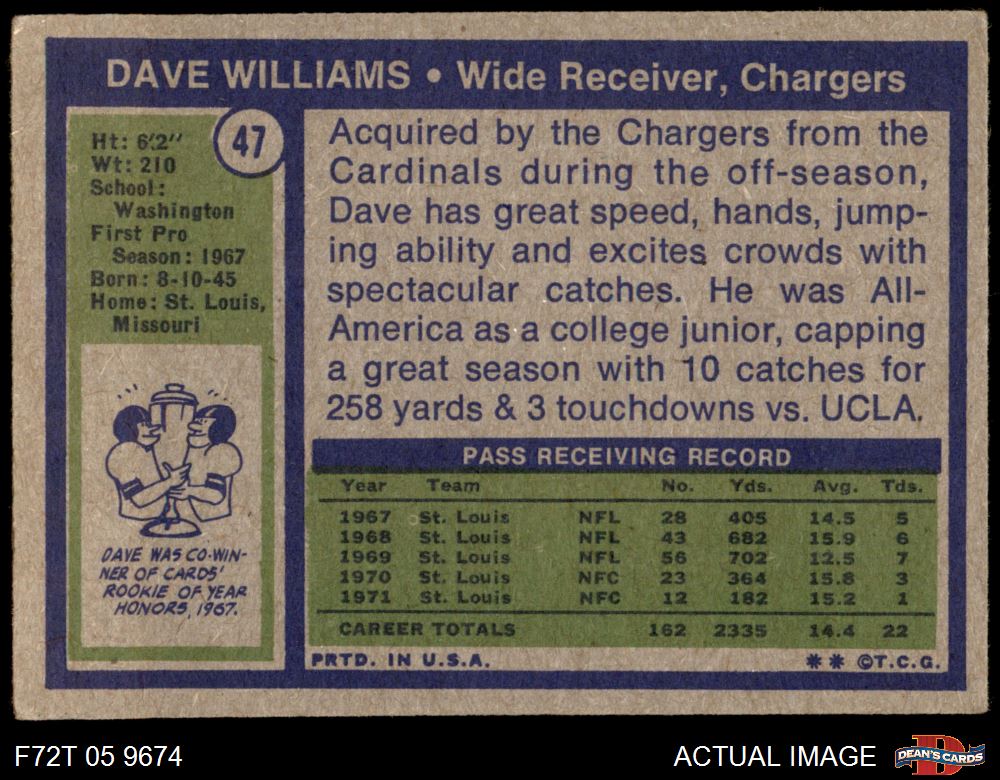 DAVE WILLIAMS • Wide Receiver, Chargers
47
Ht: 6'2''
Wt: 210
School:
Washington
First Pro
Season: 1967
Born: 8-10-45
Home: St. Louis,
Missouri
DAVE WAS CO-WIN-
NER OF CARDS'
ROOKIE OF YEAR
HONORS, 1967.
Acquired by the Chargers from the
Cardinals during the off-season,
Dave has great speed, hands, jump-
ing ability and excites crowds with
spectacular catches. He was All-
America as a college junior, capping
a great season with 10 catches for
258 yards & 3 touchdowns vs. UCLA.
PASS RECEIVING RECORD
Year Team No. Yds. Avg. Tds.
1967 St. Louis NFL 28 405 14.5 5
1968 St. Louis NFL 43 682 15.9 6
1969 St. Louis NFL 56 702 12.5 7
1970 St. Louis NFC 23 364 15.8 3
1971 St. Louis NFC 12 182 15.2 1
CAREER TOTALS 162 2335 14.4 22
PRTD. IN U.S.A. ** ©T.C.G.
F72T 05 9674 ACTUAL IMAGE DEAN'S CARDS